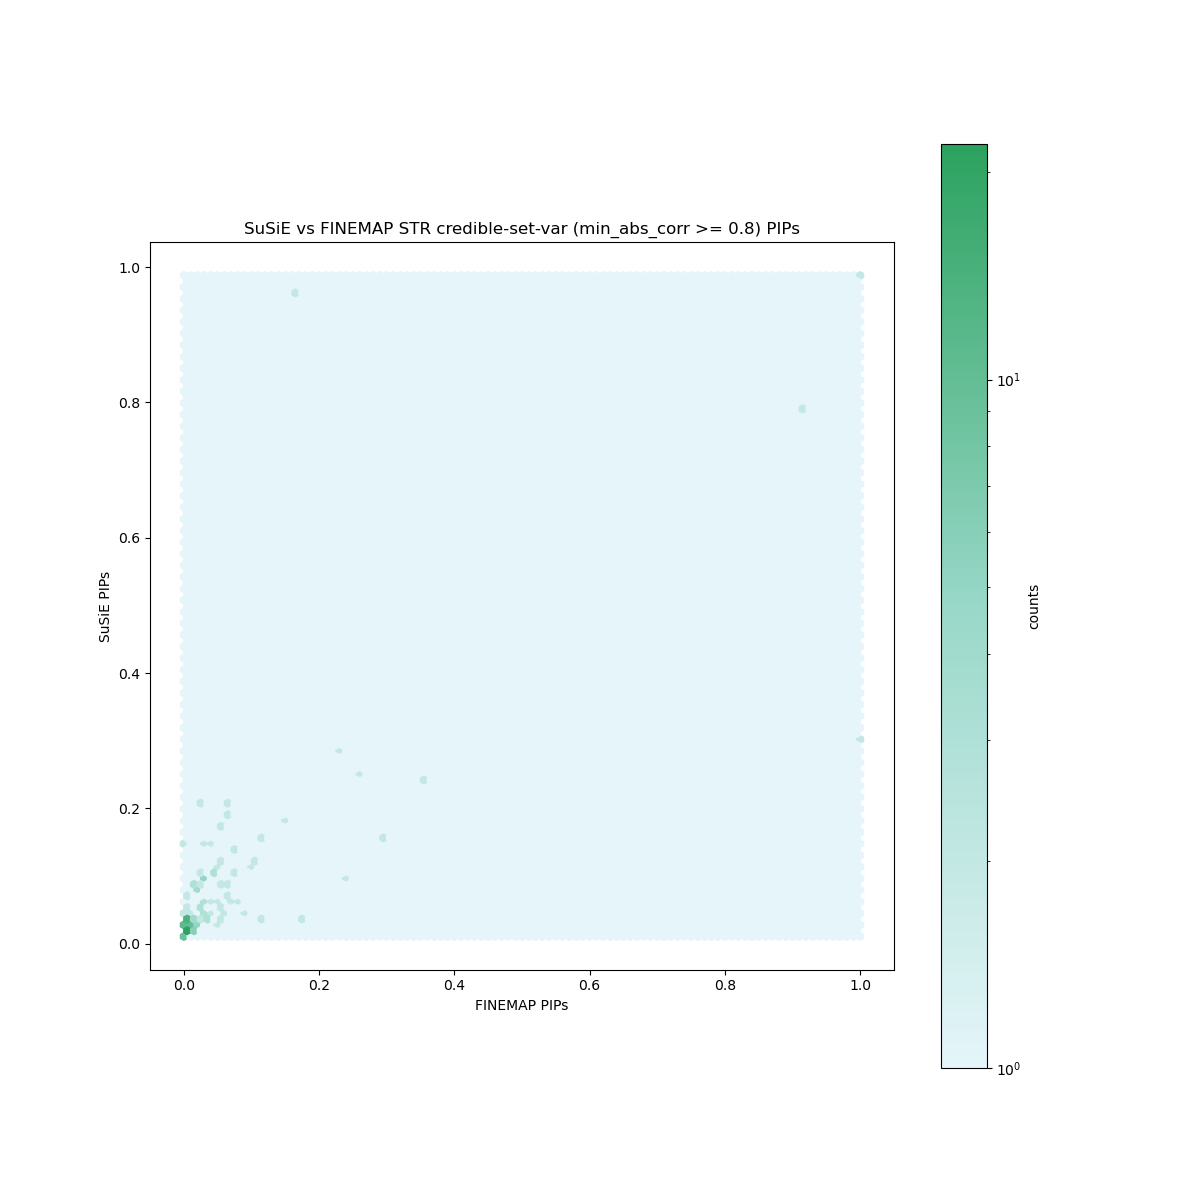 SuSiE vs FINEMAP STR credible-set-var (min_abs_corr >= 0.8) PIPs
1.0
0.8
0.6
0.4
0.2
0.0
SuSiE PIPs
0.0 0.2 0.4 0.6 0.8 1.0
FINEMAP PIPs
10¹
10⁰
counts